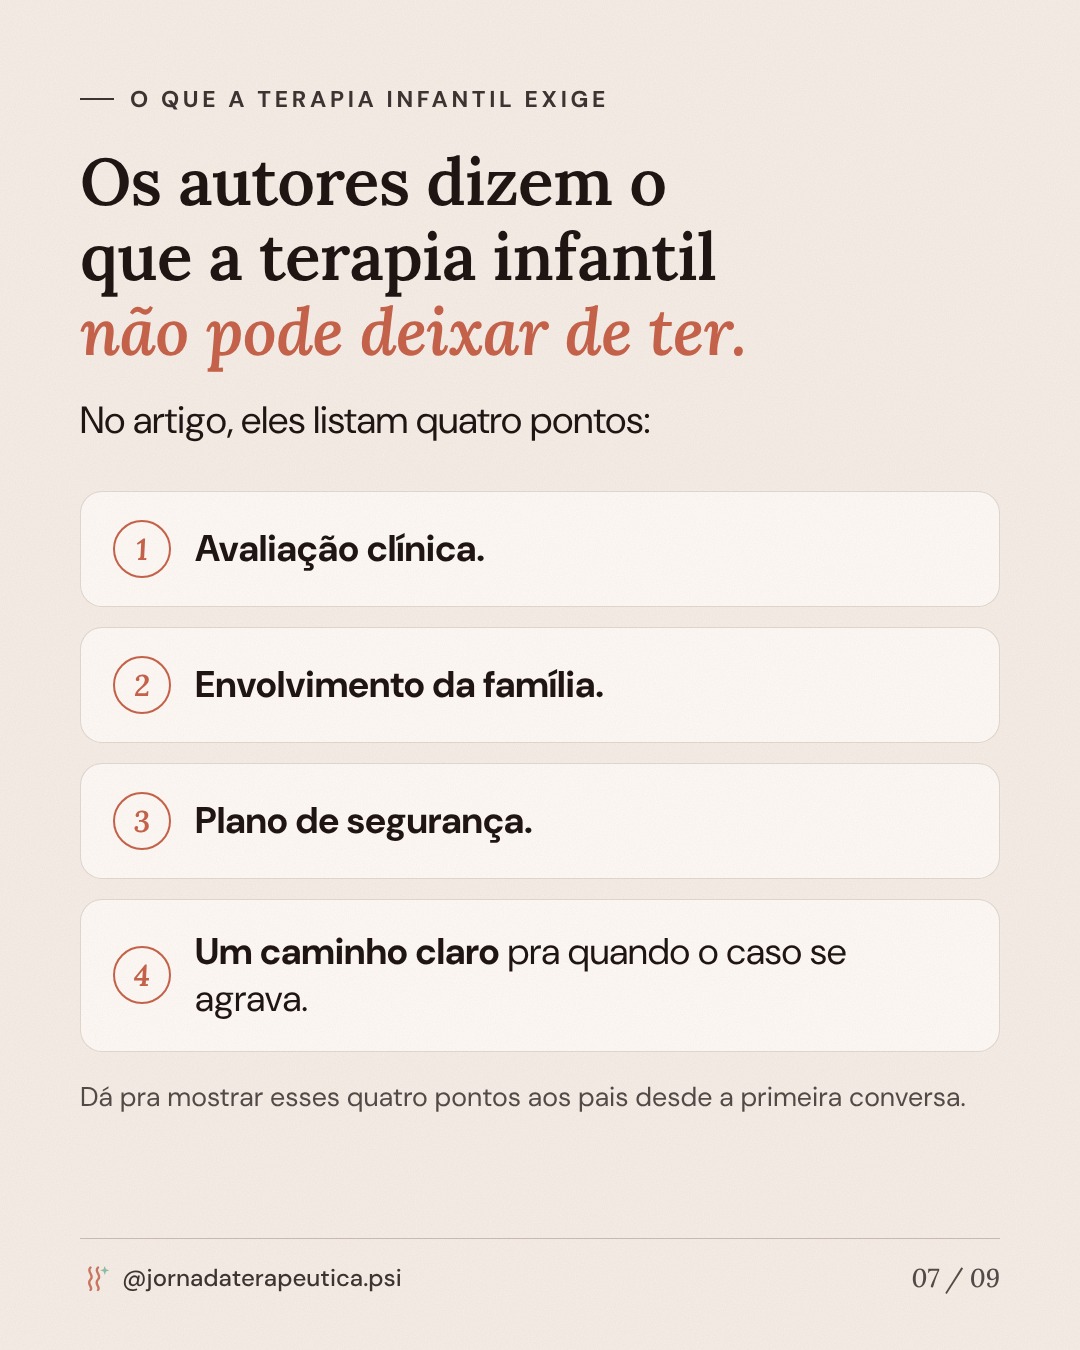 O QUE A TERAPIA INFANTIL EXIGE
Os autores dizem o
que a terapia infantil
não pode deixar de ter.
No artigo, eles listam quatro pontos:
1 Avaliação clínica.
2 Envolvimento da família.
3 Plano de segurança.
4 Um caminho claro pra quando o caso se
agrava.
Dá pra mostrar esses quatro pontos aos pais desde a primeira conversa.
@jornadaterapeutica.psi
07 / 09